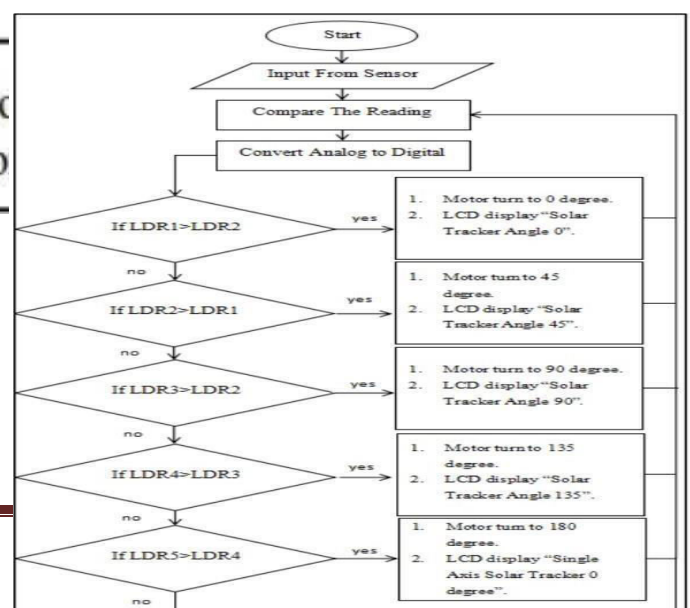 Start
Input From Sensor
Compare The Reading
Convert Analog to Digital
If LDR1>LDR2
yes
1. Motor turn to 0 degree.
2. LCD display "Solar
Tracker Angle 0".
no
If LDR2>LDR1
yes
1. Motor turn to 45
degree.
2. LCD display "Solar
Tracker Angle 45".
no
If LDR3>LDR2
yes
1. Motor turn to 90 degree.
2. LCD display "Solar
Tracker Angle 90".
no
If LDR4>LDR3
yes
1. Motor turn to 135
degree.
2. LCD display "Solar
Tracker Angle 135".
no
If LDR5>LDR4
yes
1. Motor turn to 180
degree.
2. LCD display "Single
Axis Solar Tracker 0
degree".
no